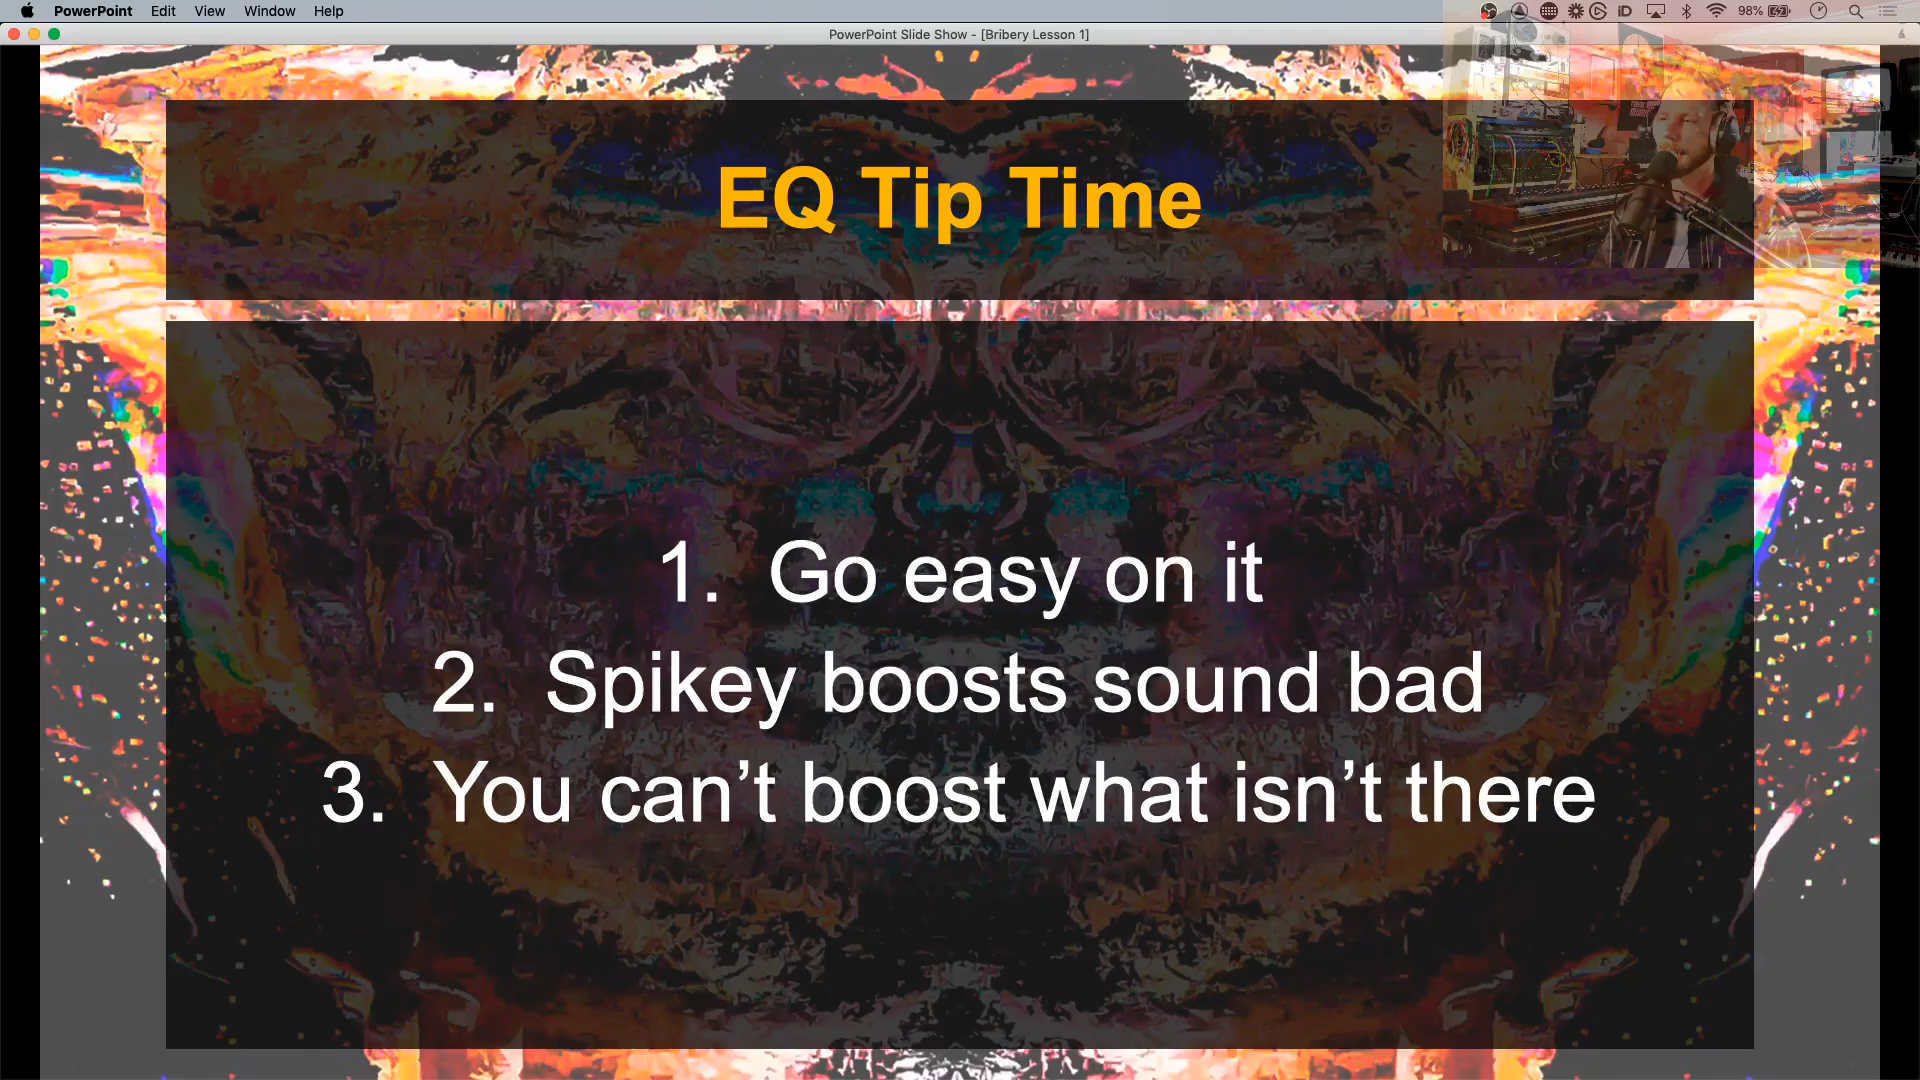 PowerPoint Edit View Window Help 98%
PowerPoint Slide Show - [Bribery Lesson 1]
EQ Tip Time
1. Go easy on it
2. Spikey boosts sound bad
3. You can’t boost what isn’t there